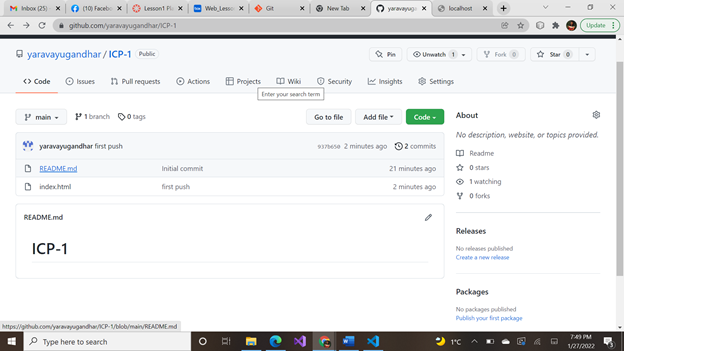 Inbox (25) -
(10) Facebo
Lesson1 Pl
Web_Lesson
Git
New Tab
yaravayuga
localhost
github.com/yaravayugandhar/ICP-1
Update
yaravayugandhar / ICP-1 Public
Pin
Unwatch 1
Fork 0
Star 0
Code
Issues
Pull requests
Actions
Projects
Wiki
Security
Insights
Settings
Enter your search term
main
1 branch
0 tags
Go to file
Add file
Code
About
No description, website, or topics provided.
yaravayugandhar first push
2 minutes ago
2 commits
README.md Initial commit 21 minutes ago
index.html first push 2 minutes ago
Readme
0 stars
1 watching
0 forks
README.md
ICP-1
Releases
No releases published
Create a new release
Packages
No packages published
Publish your first package
https://github.com/yaravayugandhar/ICP-1/blob/main/README.md
Type here to search
1°C
7:49 PM
1/27/2022